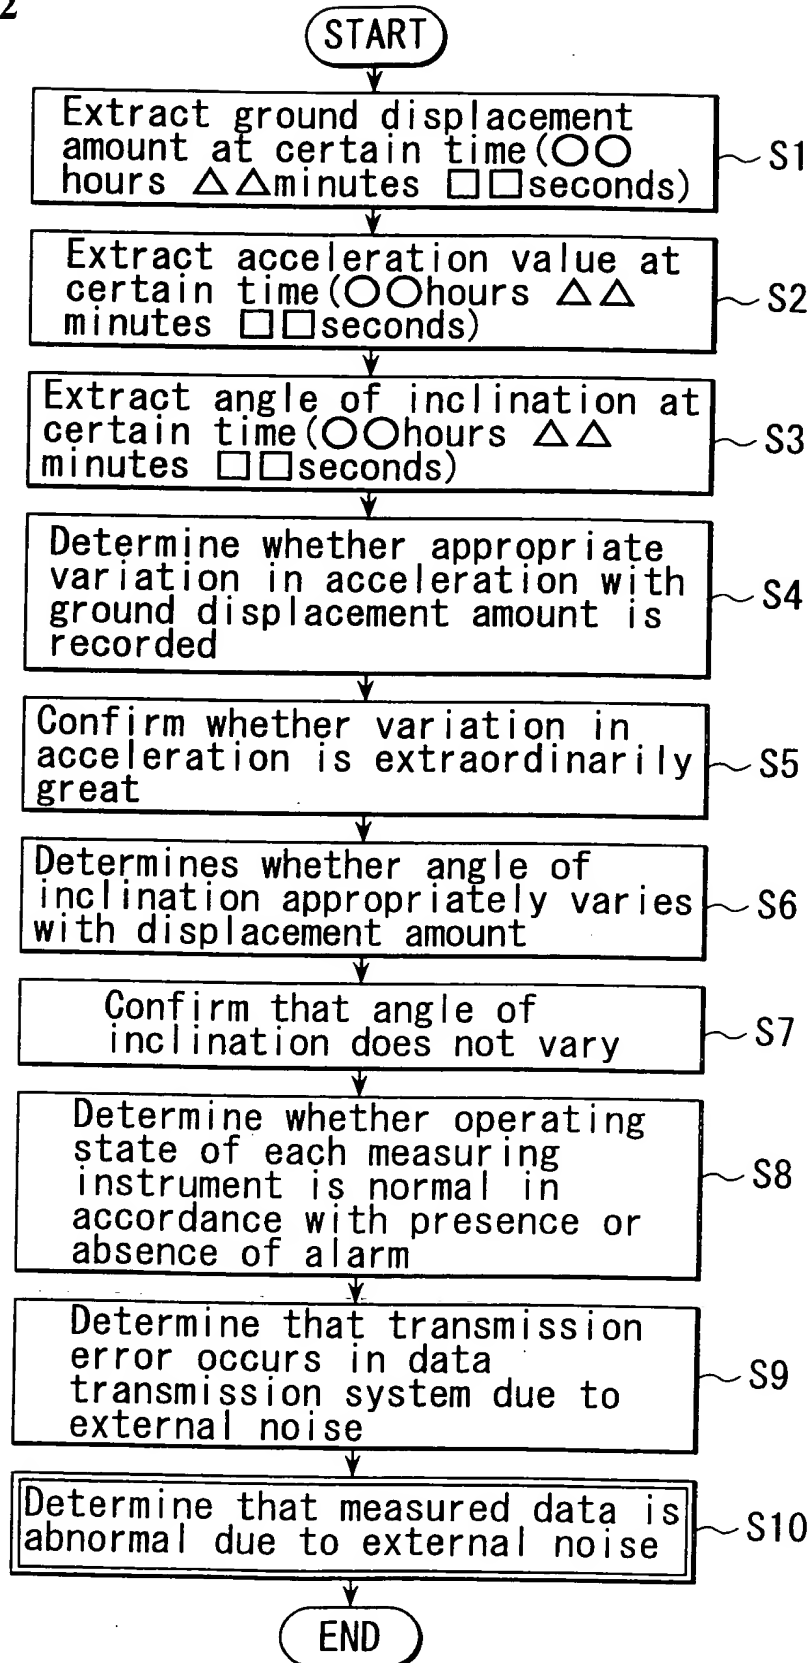 2
START
Extract ground displacement
amount at certain time(○○
hours △△minutes □□seconds)
S1
Extract acceleration value at
certain time(○○hours △△
minutes □□seconds)
S2
Extract angle of inclination at
certain time(○○hours △△
minutes □□seconds)
S3
Determine whether appropriate
variation in acceleration with
ground displacement amount is
recorded
S4
Confirm whether variation in
acceleration is extraordinarily
great
S5
Determines whether angle of
inclination appropriately varies
with displacement amount
S6
Confirm that angle of
inclination does not vary
S7
Determine whether operating
state of each measuring
instrument is normal in
accordance with presence or
absence of alarm
S8
Determine that transmission
error occurs in data
transmission system due to
external noise
S9
Determine that measured data is
abnormal due to external noise
S10
END